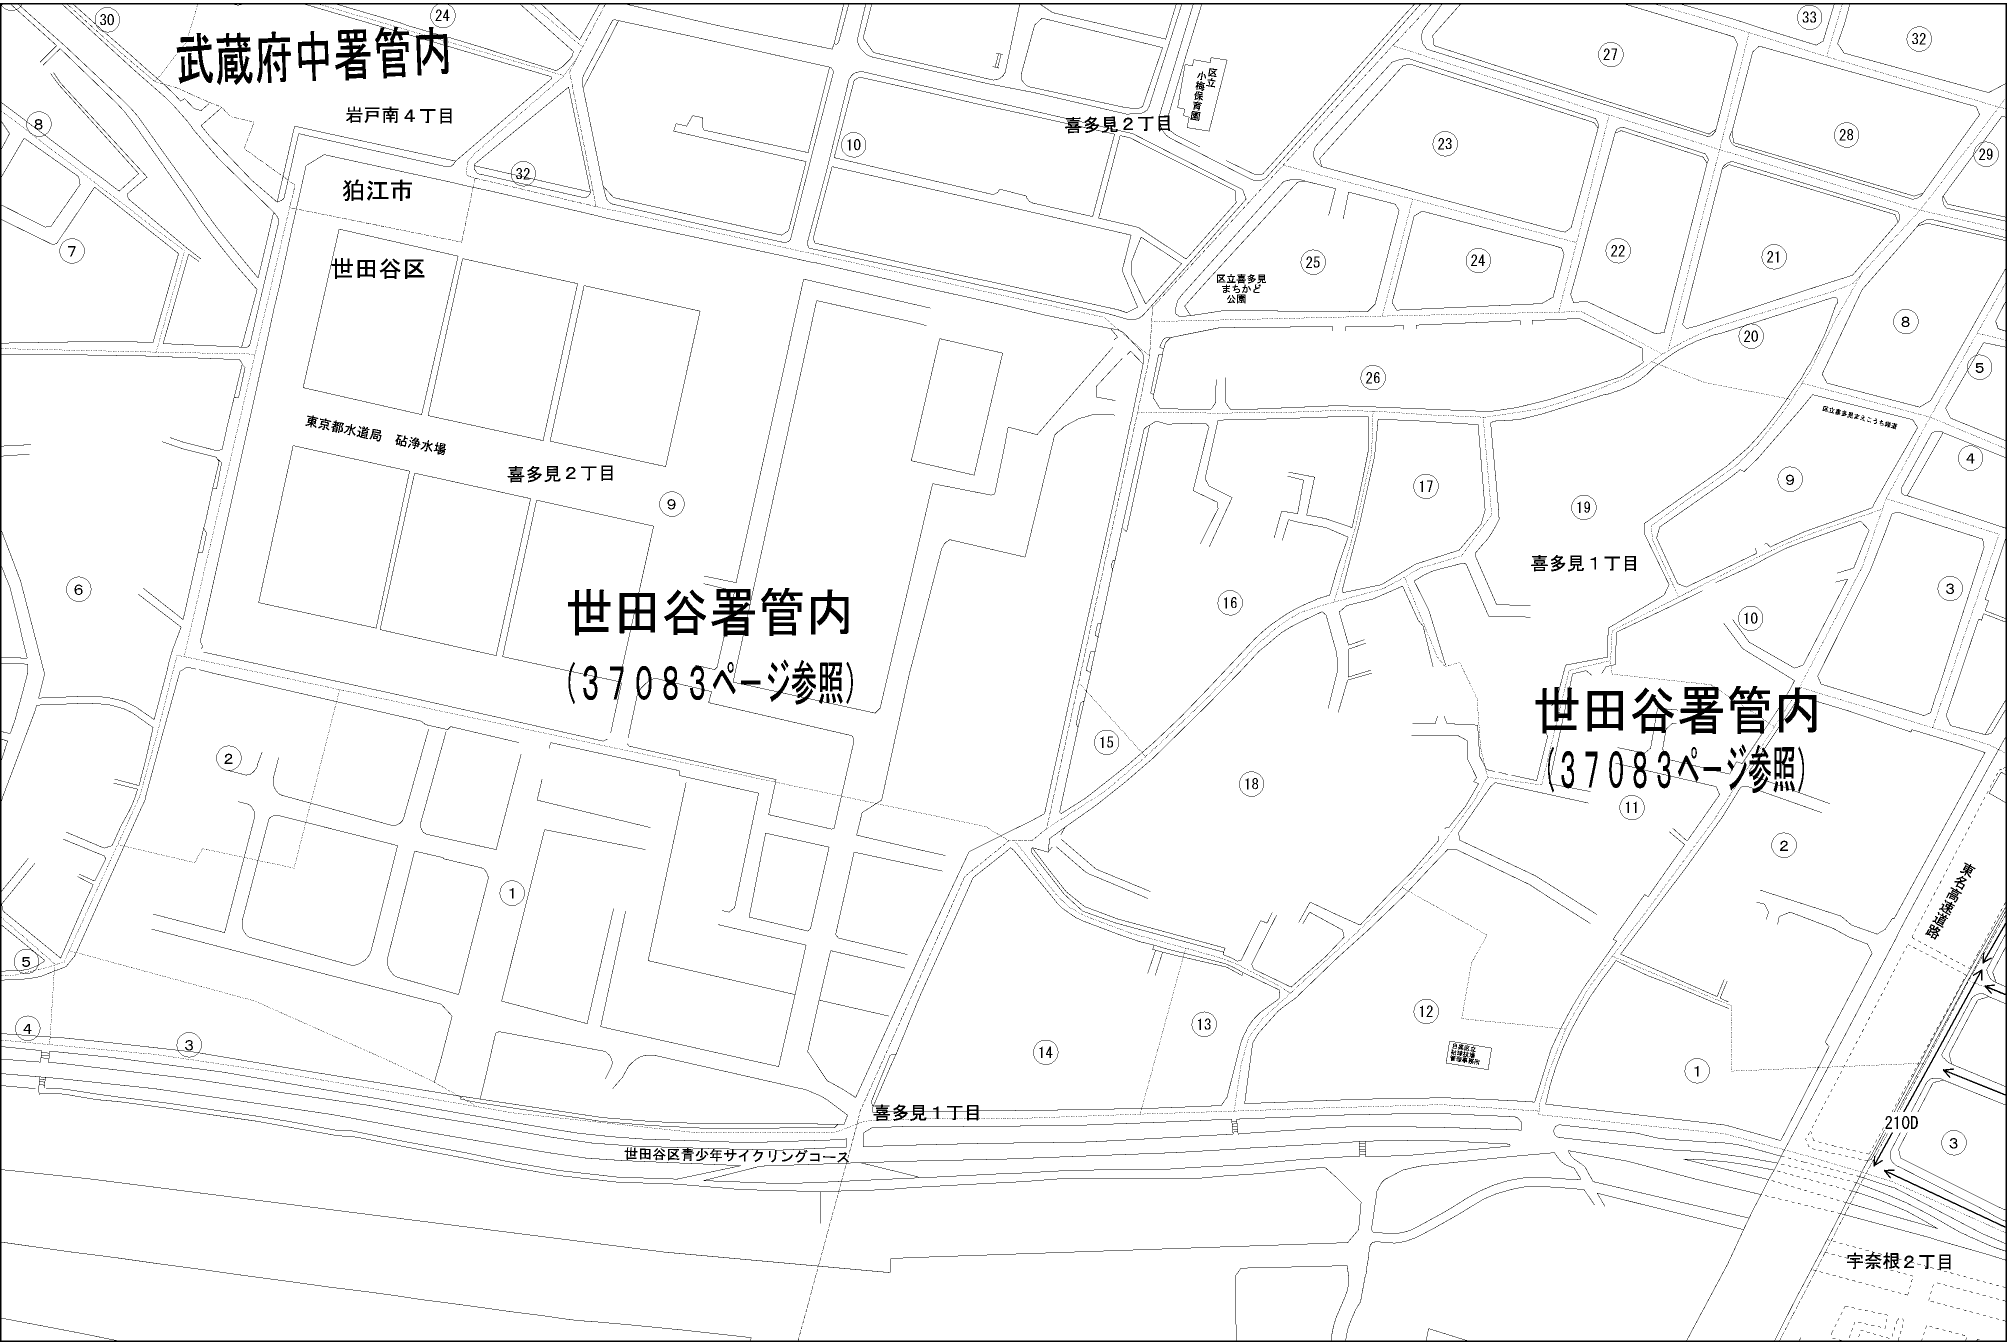 30
24
33
32
武蔵府中署管内
27
岩戸南４丁目
区立
小梅保育園
喜多見２丁目
8
10
23
28
29
32
狛江市
7
世田谷区
25
24
22
21
区立喜多見
まちかど
公園
20
8
5
26
東京都水道局　砧浄水場
喜多見２丁目
9
17
19
9
4
喜多見１丁目
6
16
10
3
世田谷署管内
(３７０８３ページ参照)
世田谷署管内
(３７０８３ページ参照)
15
2
18
11
2
1
東名高速道路
5
4
3
14
13
12
1
喜多見１丁目
210D
3
世田谷区青少年サイクリングコース
宇奈根２丁目